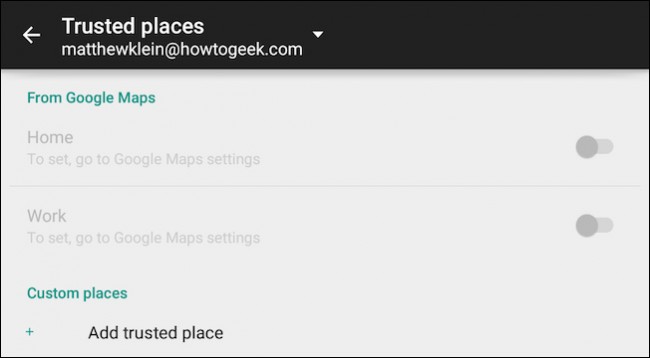 Trusted places
matthewklein@howtogeek.com
From Google Maps
Home
To set, go to Google Maps settings
Work
To set, go to Google Maps settings
Custom places
+ Add trusted place